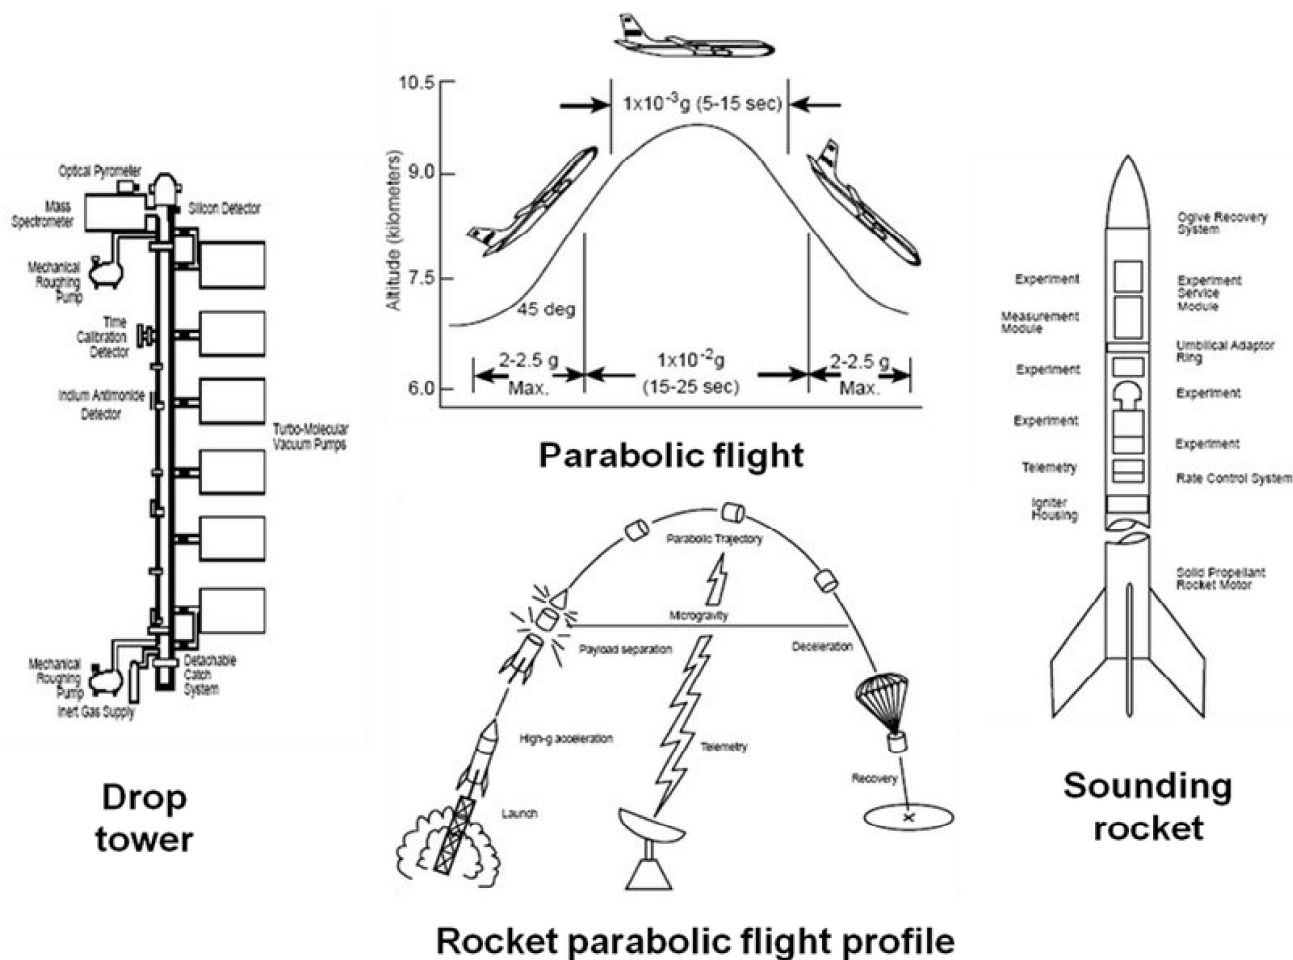 Optical Pyrometer
Mass
Spectrometer
Silicon Detector
Mechanical
Roughing
Pump
Time
Calibration
Detector
Indium Antimonide
Detector
Turbo-Molecular
Vacuum Pumps
Mechanical
Roughing
Pump
Detachable
Catch
System
Inert Gas Supply
Drop
tower
Altitude (kilometers)
10.5
9.0
7.5
6.0
1x10⁻³g (5-15 sec)
45 deg
2-2.5 g
Max.
1x10⁻²g
(15-25 sec)
2-2.5 g
Max.
Parabolic flight
Parabolic Trajectory
Microgravity
Payload separation
Deceleration
High-g acceleration
Telemetry
Launch
Recovery
Rocket parabolic flight profile
Ogive Recovery
System
Experiment
Experiment
Service
Module
Measurement
Module
Umbilical Adaptor
Ring
Experiment
Experiment
Experiment
Experiment
Telemetry
Rate Control System
Igniter
Housing
Solid Propellant
Rocket Motor
Sounding
rocket